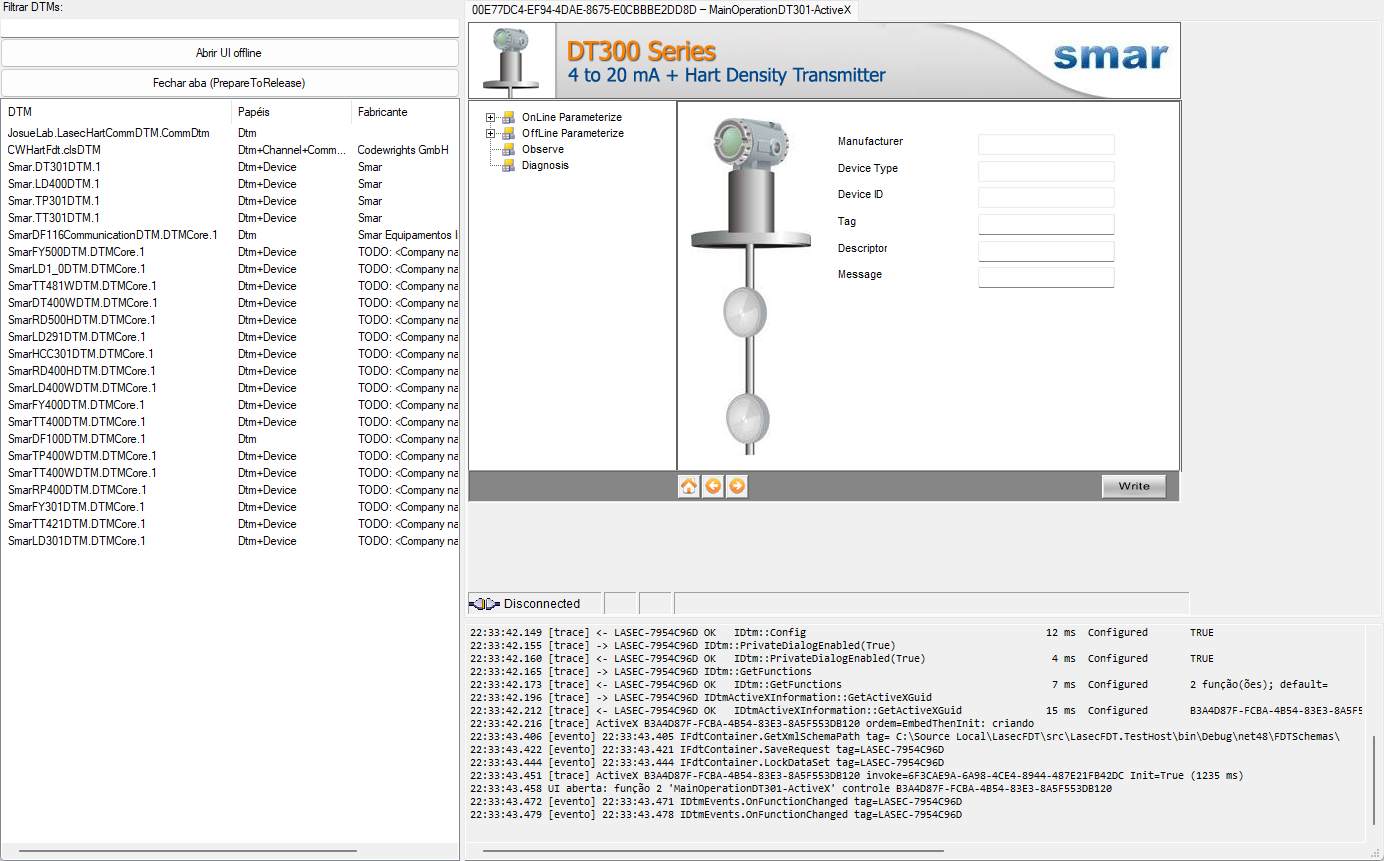 Filtrar DTMs:
Abrir UI offline
Fechar aba (PrepareToRelease)
DTM Papéis Fabricante
JosueLab.LasecHartCommDTM.CommDtm Dtm
CWHartFdt.clsDTM Dtm+Channel+Comm... Codewrights GmbH
Smar.DT301DTM.1 Dtm+Device Smar
Smar.LD400DTM.1 Dtm+Device Smar
Smar.TP301DTM.1 Dtm+Device Smar
Smar.TT301DTM.1 Dtm+Device Smar
SmarDF116CommunicationDTM.DTMCore.1 Dtm Smar Equipamentos I
SmarFY500DTM.DTMCore.1 Dtm+Device TODO: <Company na
SmarLD1_0DTM.DTMCore.1 Dtm+Device TODO: <Company na
SmarTT481WDTM.DTMCore.1 Dtm+Device TODO: <Company na
SmarDT400WDTM.DTMCore.1 Dtm+Device TODO: <Company na
SmarRD500HDTM.DTMCore.1 Dtm+Device TODO: <Company na
SmarLD291DTM.DTMCore.1 Dtm+Device TODO: <Company na
SmarHCC301DTM.DTMCore.1 Dtm+Device TODO: <Company na
SmarRD400HDTM.DTMCore.1 Dtm+Device TODO: <Company na
SmarLD400WDTM.DTMCore.1 Dtm+Device TODO: <Company na
SmarFY400DTM.DTMCore.1 Dtm+Device TODO: <Company na
SmarTT400DTM.DTMCore.1 Dtm+Device TODO: <Company na
SmarDF100DTM.DTMCore.1 Dtm TODO: <Company na
SmarTP400WDTM.DTMCore.1 Dtm+Device TODO: <Company na
SmarTT400WDTM.DTMCore.1 Dtm+Device TODO: <Company na
SmarRP400DTM.DTMCore.1 Dtm+Device TODO: <Company na
SmarFY301DTM.DTMCore.1 Dtm+Device TODO: <Company na
SmarTT421DTM.DTMCore.1 Dtm+Device TODO: <Company na
SmarLD301DTM.DTMCore.1 Dtm+Device TODO: <Company na
00E77DC4-EF94-4DAE-8675-E0CBBBE2DD8D – MainOperationDT301-ActiveX
DT300 Series
4 to 20 mA + Hart Density Transmitter
smar
OnLine Parameterize
OffLine Parameterize
Observe
Diagnosis
Manufacturer
Device Type
Device ID
Tag
Descriptor
Message
Write
Disconnected
22:33:42.149 [trace] <- LASEC-7954C96D OK IDtm::Config 12 ms Configured TRUE
22:33:42.155 [trace] -> LASEC-7954C96D IDtm::PrivateDialogEnabled(True)
22:33:42.160 [trace] <- LASEC-7954C96D OK IDtm::PrivateDialogEnabled(True) 4 ms Configured TRUE
22:33:42.165 [trace] -> LASEC-7954C96D IDtm::GetFunctions
22:33:42.173 [trace] <- LASEC-7954C96D OK IDtm::GetFunctions 7 ms Configured 2 função(ões); default=
22:33:42.196 [trace] -> LASEC-7954C96D IDtmActiveXInformation::GetActiveXGuid
22:33:42.212 [trace] <- LASEC-7954C96D OK IDtmActiveXInformation::GetActiveXGuid 15 ms Configured B3A4D87F-FCBA-4B54-83E3-8A5F5
22:33:42.216 [trace] ActiveX B3A4D87F-FCBA-4B54-83E3-8A5F553DB120 ordem=EmbedThenInit: criando
22:33:43.406 [evento] 22:33:43.405 IFdtContainer.GetXmlSchemaPath tag= C:\Source Local\LasecFDT\src\LasecFDT.TestHost\bin\Debug\net48\FDTSchemas\
22:33:43.422 [evento] 22:33:43.421 IFdtContainer.SaveRequest tag=LASEC-7954C96D
22:33:43.444 [evento] 22:33:43.444 IFdtContainer.LockDataSet tag=LASEC-7954C96D
22:33:43.451 [trace] ActiveX B3A4D87F-FCBA-4B54-83E3-8A5F553DB120 invoke=6F3CAE9A-6A98-4CE4-8944-487E21FB42DC Init=True (1235 ms)
22:33:43.458 UI aberta: função 2 'MainOperationDT301-ActiveX' controle B3A4D87F-FCBA-4B54-83E3-8A5F553DB120
22:33:43.472 [evento] 22:33:43.471 IDtmEvents.OnFunctionChanged tag=LASEC-7954C96D
22:33:43.479 [evento] 22:33:43.478 IDtmEvents.OnFunctionChanged tag=LASEC-7954C96D